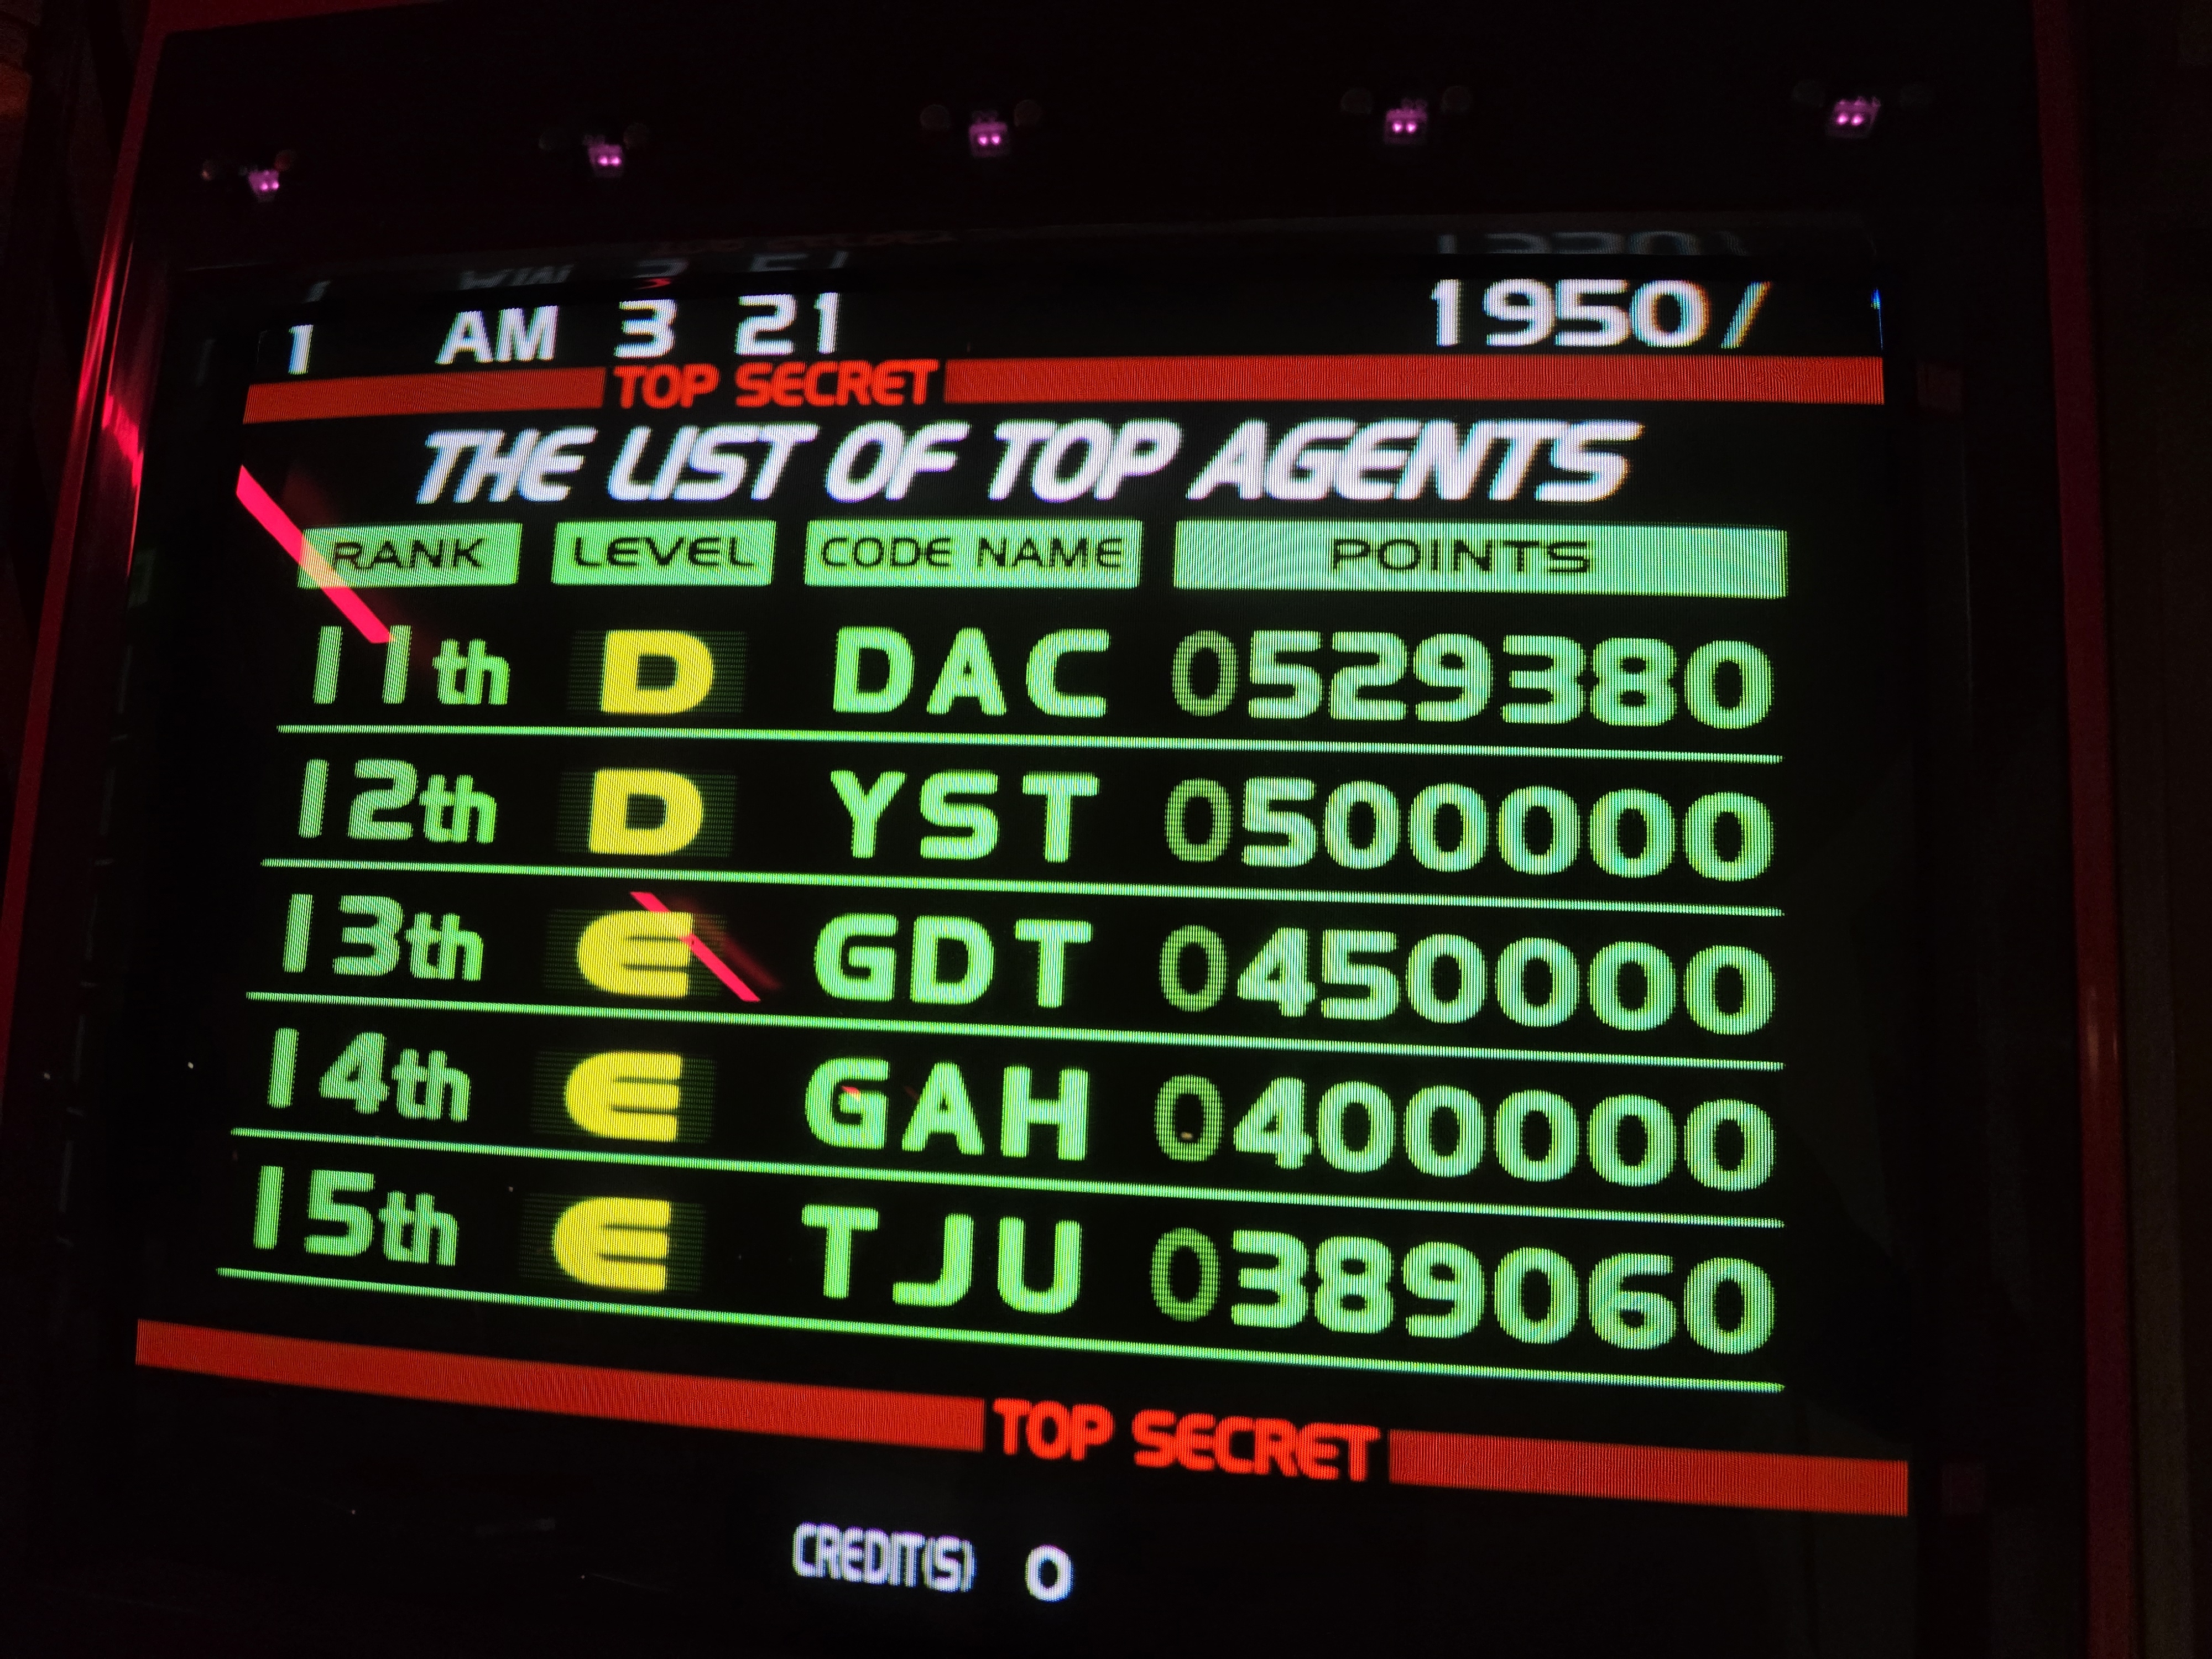 1 AM 3 21 1950/
TOP SECRET
THE LIST OF TOP AGENTS
RANK LEVEL CODE NAME POINTS
11th D DAC 0529380
12th D YST 0500000
13th E GDT 0450000
14th E GAH 0400000
15th E TJU 0389060
TOP SECRET
CREDIT(S) 0